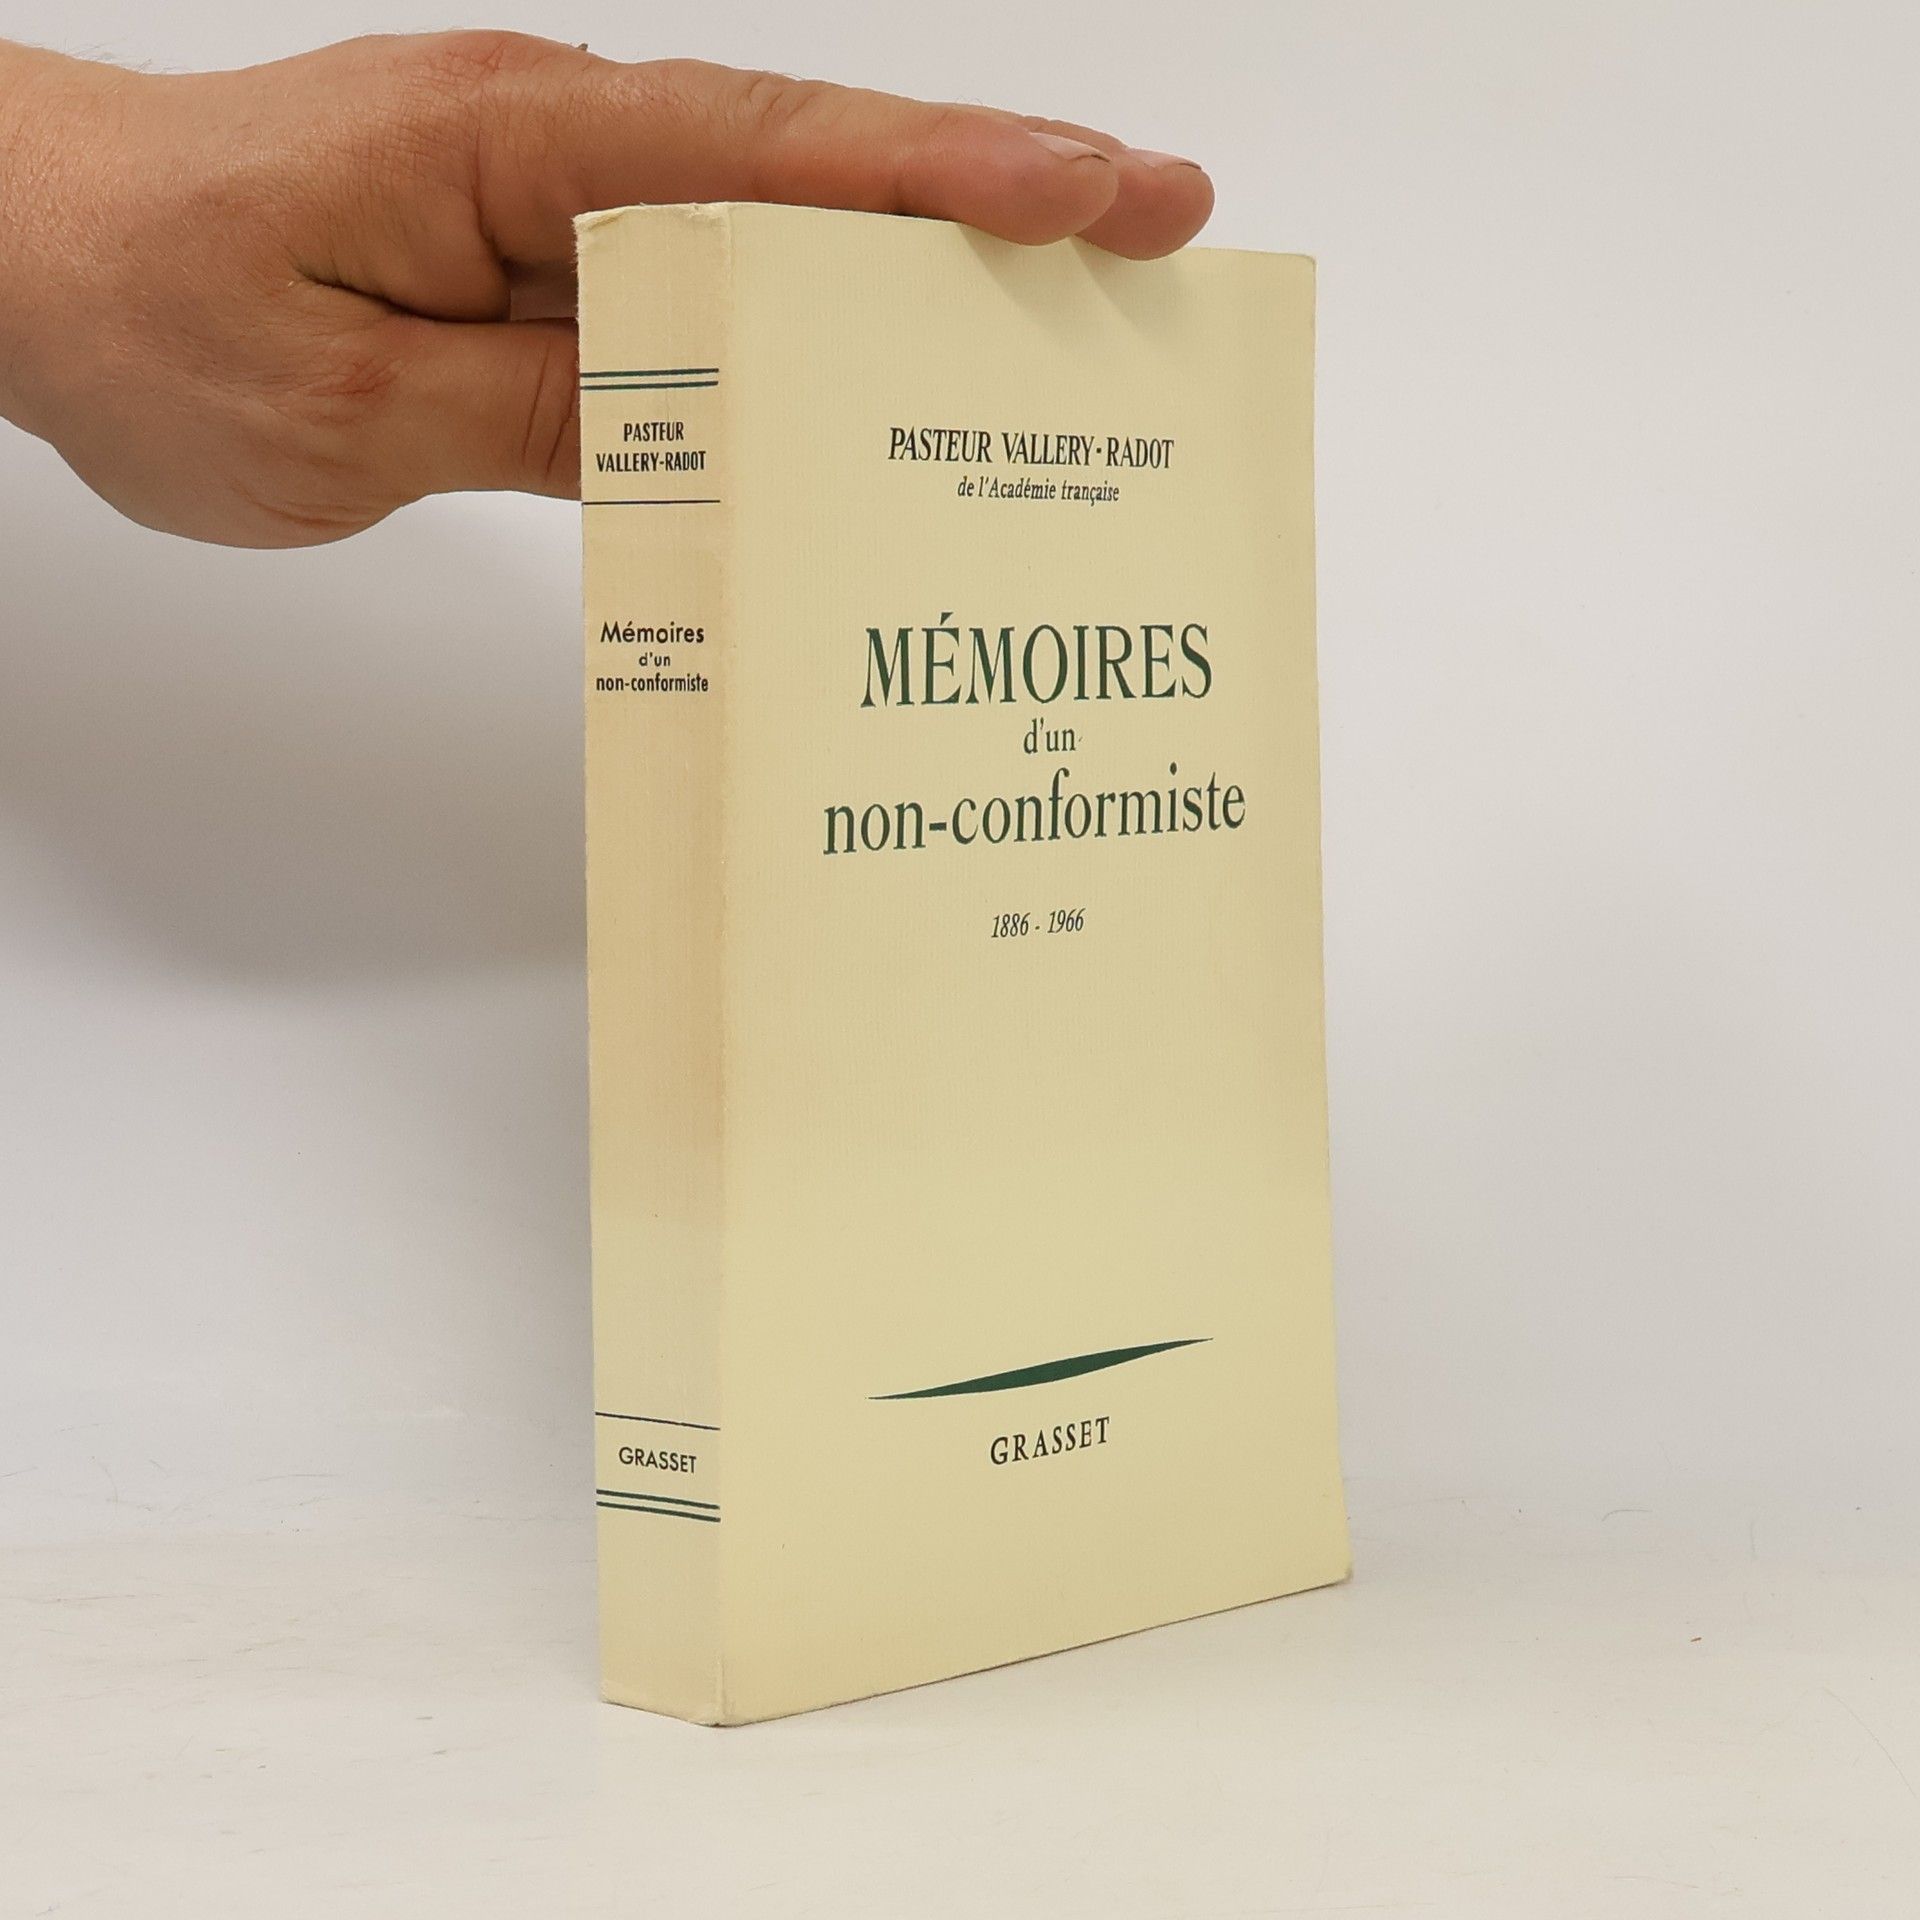 PASTEUR
VALLERY-RADOT
Mémoires
d'un
non-conformiste
GRASSET
PASTEUR VALLERY-RADOT
de l'Académie française
MÉMOIRES
d'un
non-conformiste
1886 - 1966
GRASSET